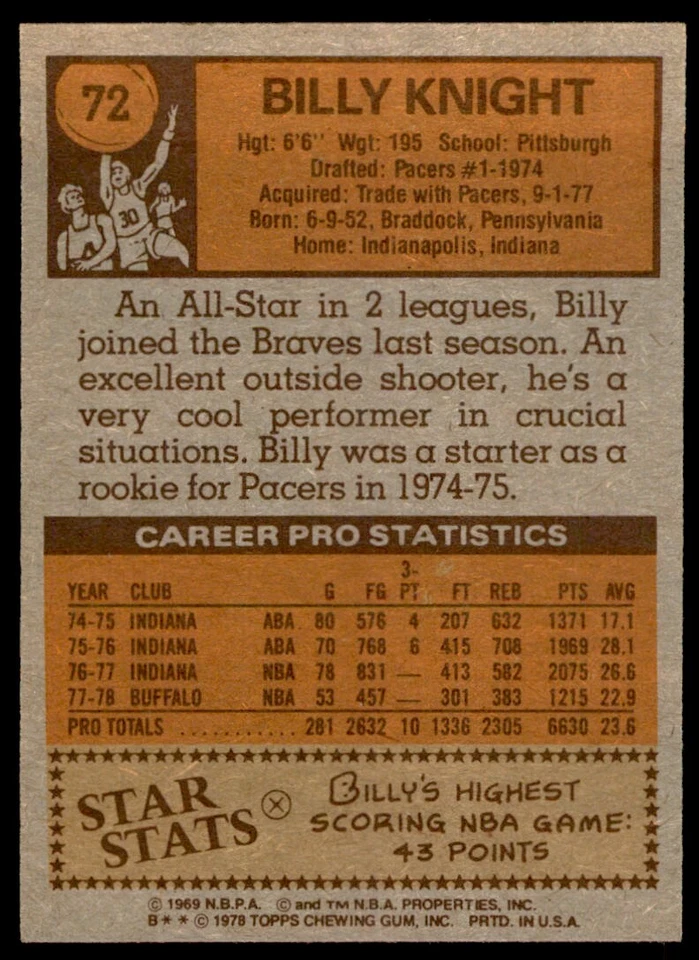 72
BILLY KNIGHT
Hgt: 6'6" Wgt: 195 School: Pittsburgh
Drafted: Pacers #1-1974
Acquired: Trade with Pacers, 9-1-77
Born: 6-9-52, Braddock, Pennsylvania
Home: Indianapolis, Indiana
30
An All-Star in 2 leagues, Billy
joined the Braves last season. An
excellent outside shooter, he's a
very cool performer in crucial
situations. Billy was a starter as a
rookie for Pacers in 1974-75.
CAREER PRO STATISTICS
YEAR CLUB G FG 3-PT FT REB PTS AVG
74-75 INDIANA ABA 80 576 4 207 632 1371 17.1
75-76 INDIANA ABA 70 768 6 415 708 1969 28.1
76-77 INDIANA NBA 78 831 — 413 582 2075 26.6
77-78 BUFFALO NBA 53 457 — 301 383 1215 22.9
PRO TOTALS ........... 281 2632 10 1336 2305 6630 23.6
STAR
STATS
BILLY'S HIGHEST
SCORING NBA GAME:
43 POINTS
© 1969 N.B.P.A. © and TM N.B.A. PROPERTIES, INC.
B * * © 1978 TOPPS CHEWING GUM, INC. PRTD. IN U.S.A.